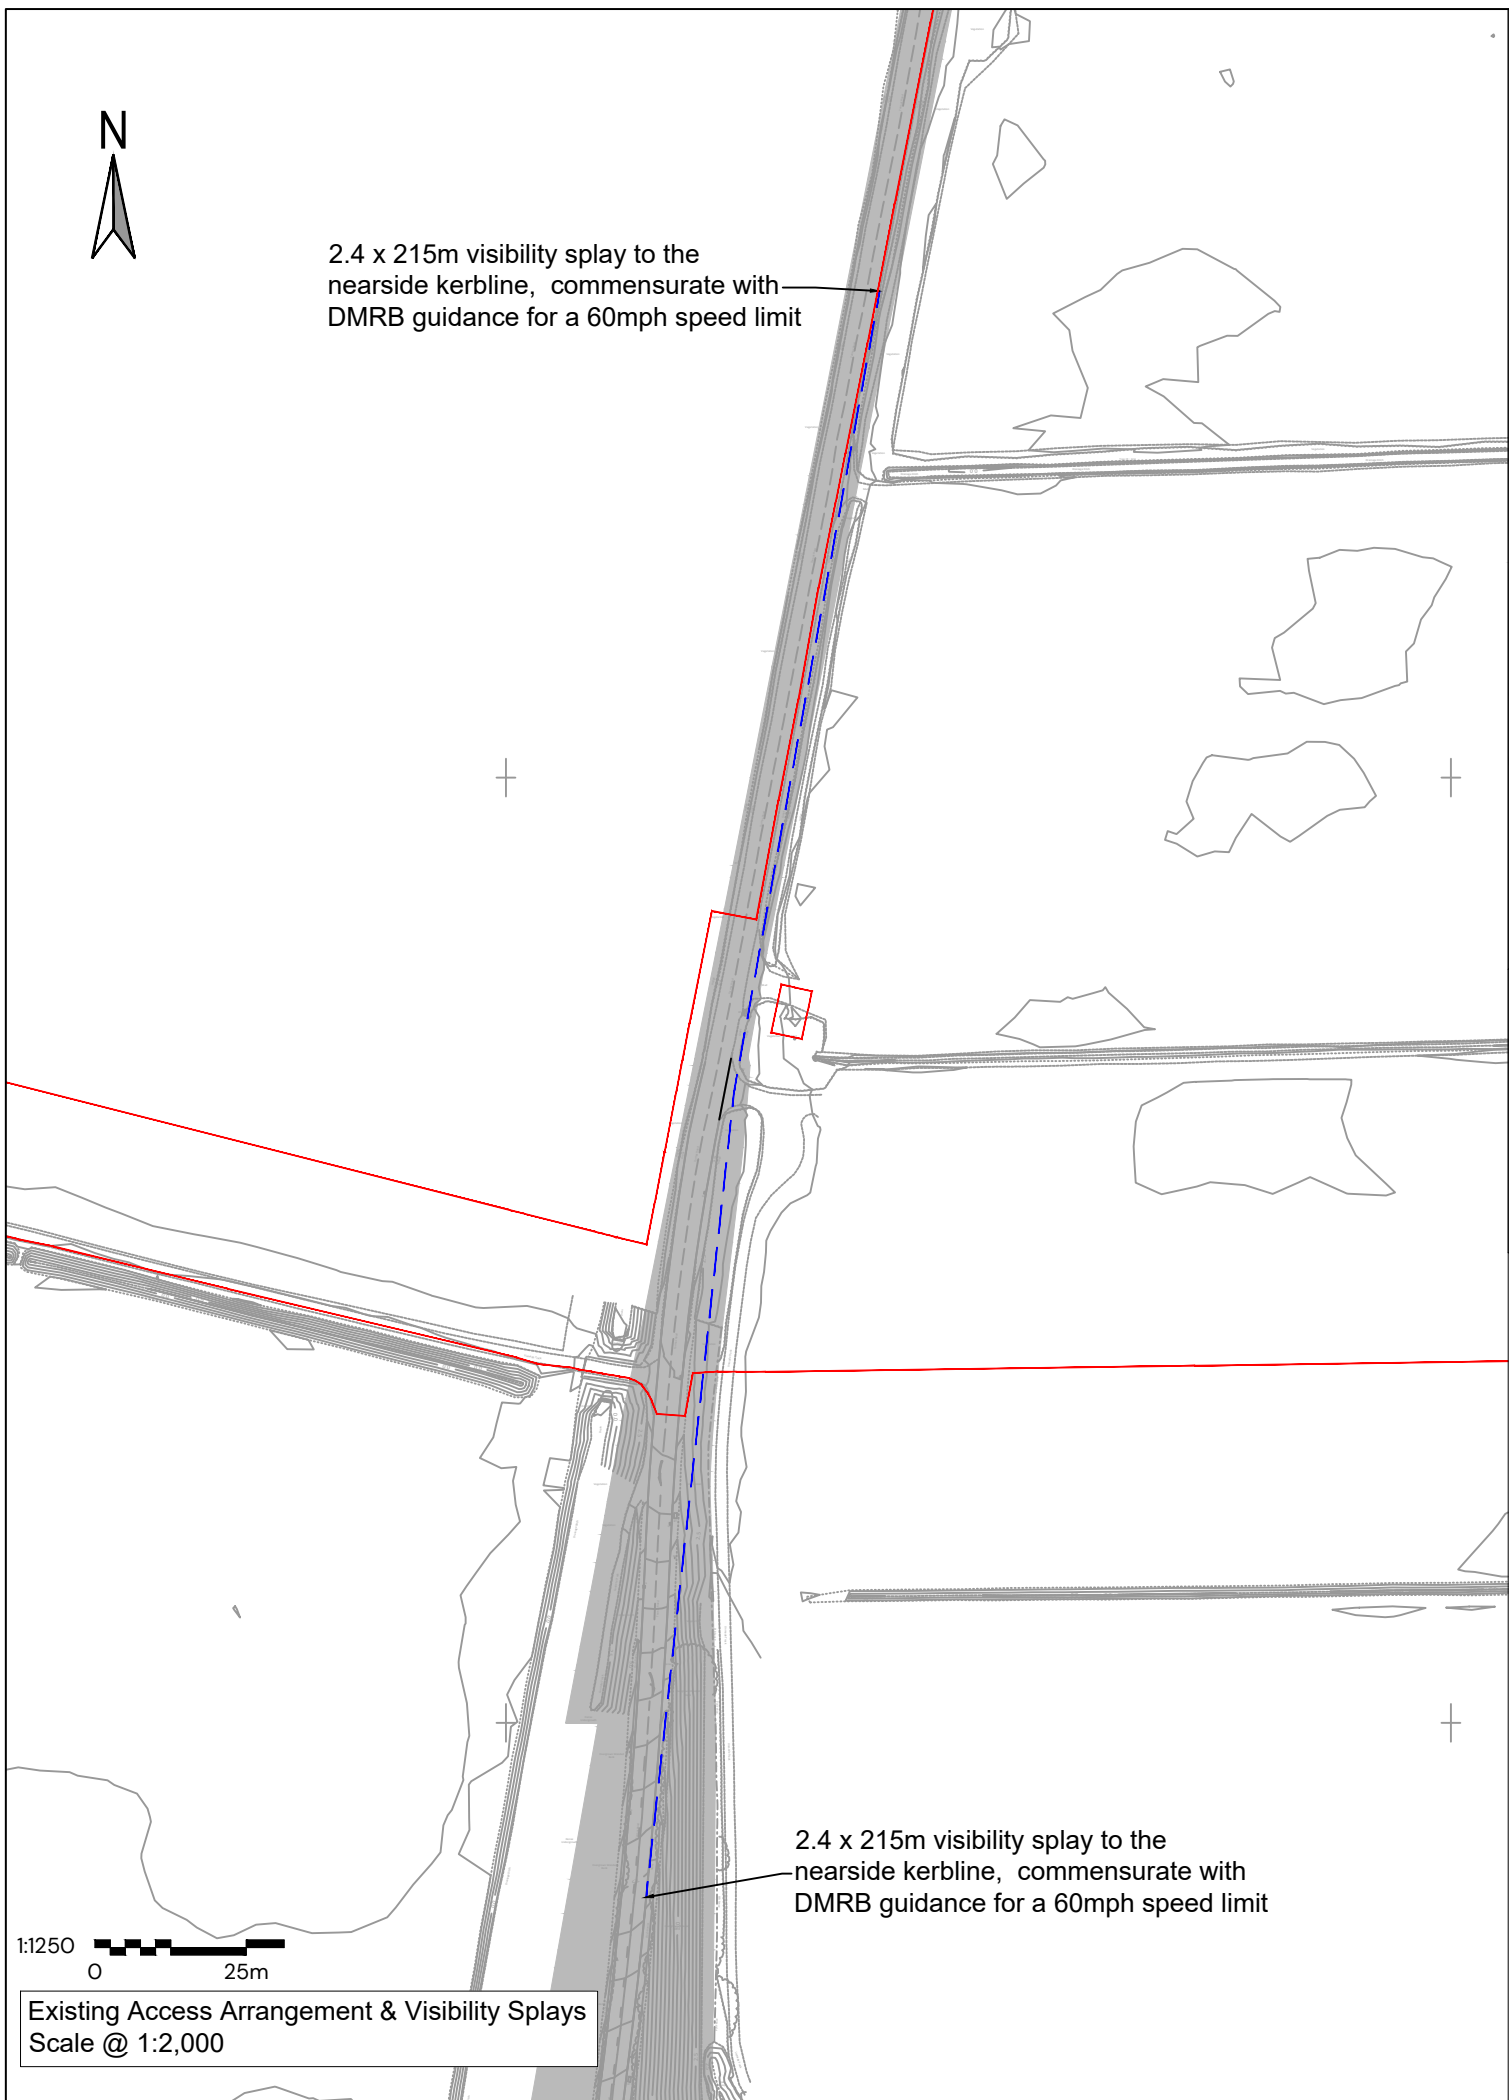 N
2.4 x 215m visibility splay to the
nearside kerbline, commensurate with
DMRB guidance for a 60mph speed limit
2.4 x 215m visibility splay to the
nearside kerbline, commensurate with
DMRB guidance for a 60mph speed limit
1:1250
0 25m
Existing Access Arrangement & Visibility Splays
Scale @ 1:2,000